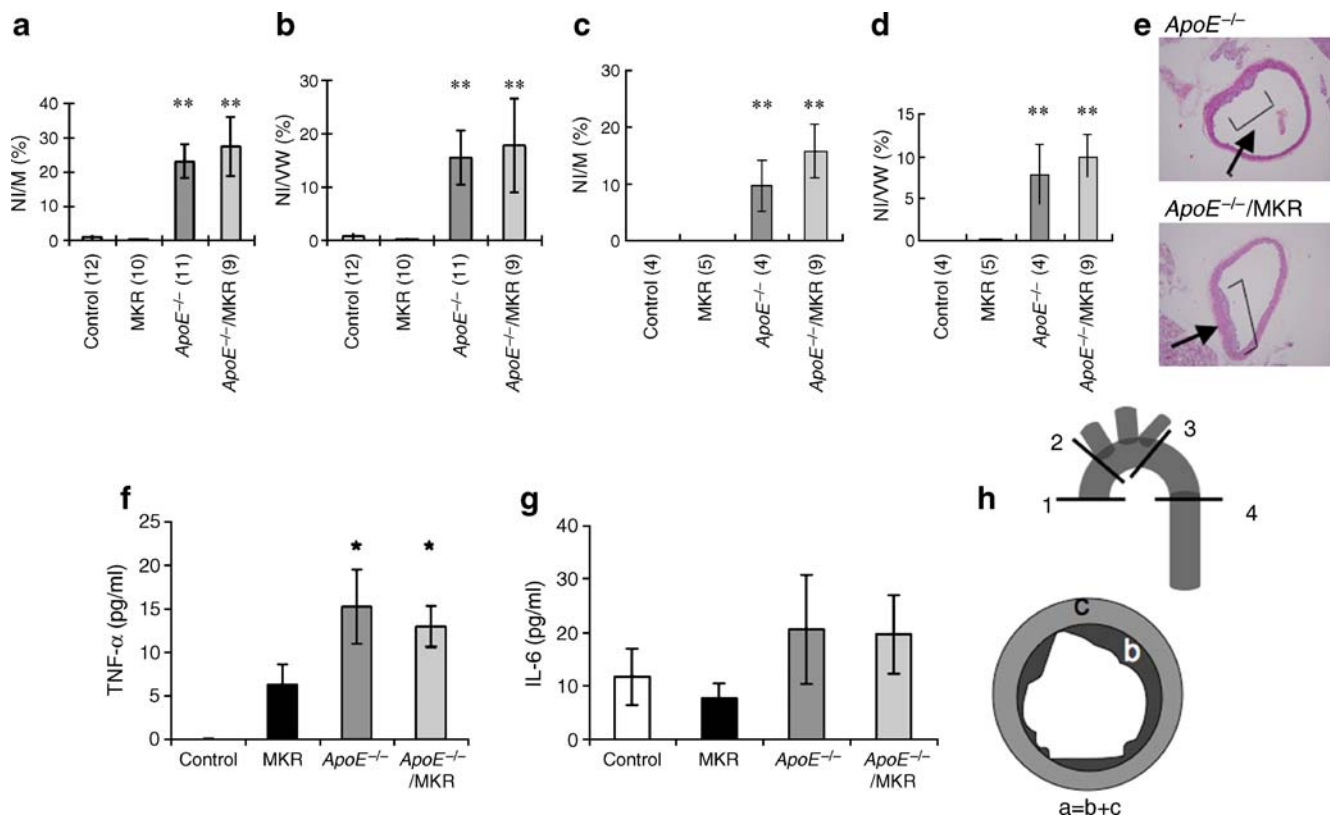 a
NI/M (%)
40
30
20
10
0
** **
Control (12)
MKR (10)
ApoE–/– (11)
ApoE–/–/MKR (9)
b
NI/VW (%)
30
20
10
0
** **
Control (12)
MKR (10)
ApoE–/– (11)
ApoE–/–/MKR (9)
c
NI/M (%)
30
20
10
0
** **
Control (4)
MKR (5)
ApoE–/– (4)
ApoE–/–/MKR (9)
d
NI/VW (%)
15
10
5
0
** **
Control (4)
MKR (5)
ApoE–/– (4)
ApoE–/–/MKR (9)
e
ApoE–/–
ApoE–/–/MKR
f
TNF-α (pg/ml)
25
20
15
10
5
0
* *
Control MKR ApoE–/– ApoE–/–
/MKR
g
IL-6 (pg/ml)
40
30
20
10
0
Control MKR ApoE–/– ApoE–/–
/MKR
h
2 3
1 4
c
b
a=b+c